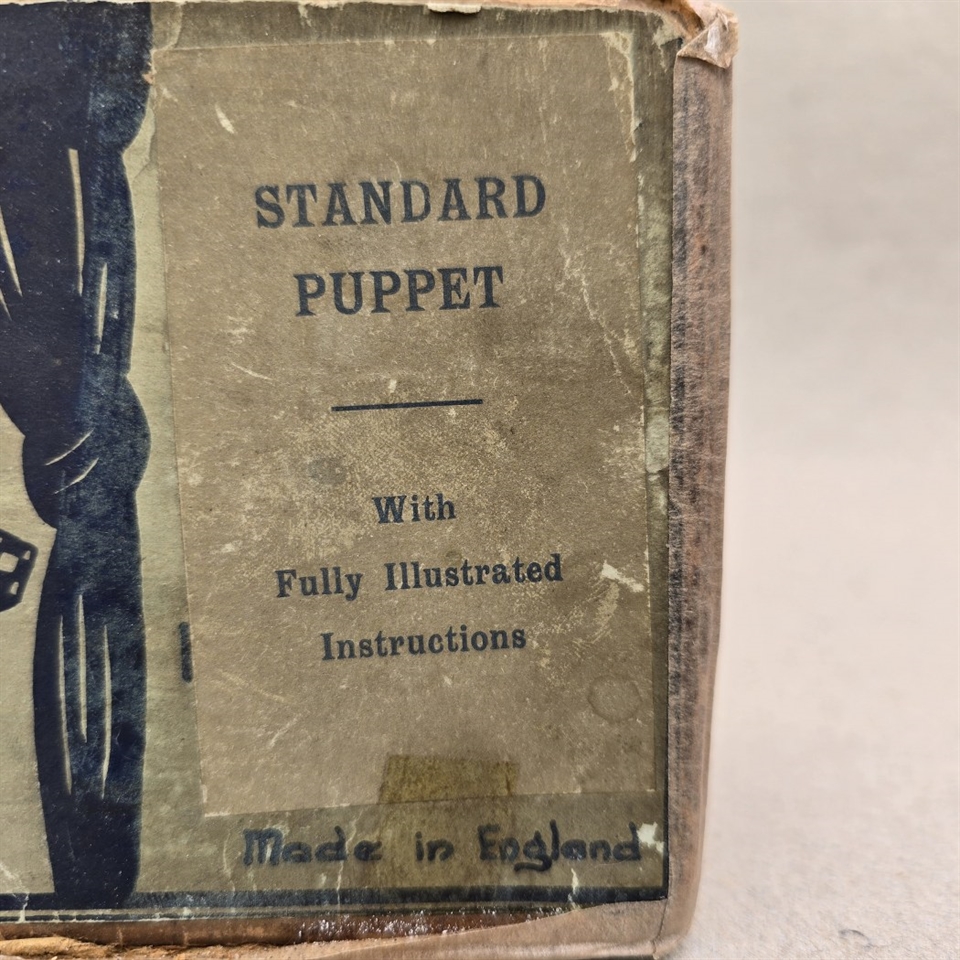 STANDARD
PUPPET
With
Fully Illustrated
Instructions
Made in England